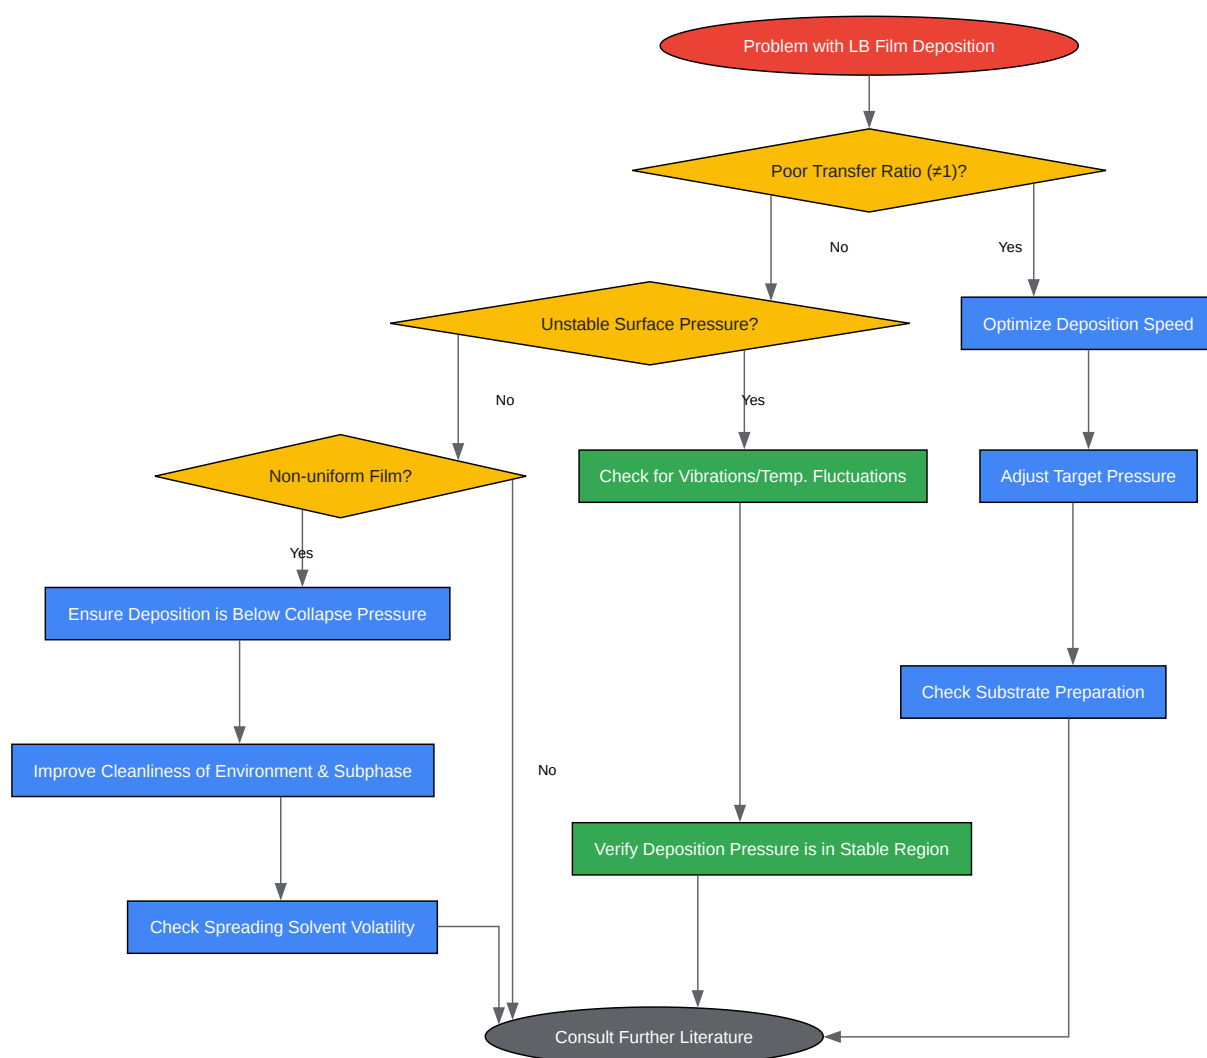 Problem with LB Film Deposition
Poor Transfer Ratio (≠1)?
No
Yes
Unstable Surface Pressure?
Optimize Deposition Speed
No
Yes
Non-uniform Film?
Check for Vibrations/Temp. Fluctuations
Adjust Target Pressure
Yes
Ensure Deposition is Below Collapse Pressure
Check Substrate Preparation
Improve Cleanliness of Environment & Subphase
No
Verify Deposition Pressure is in Stable Region
Check Spreading Solvent Volatility
Consult Further Literature